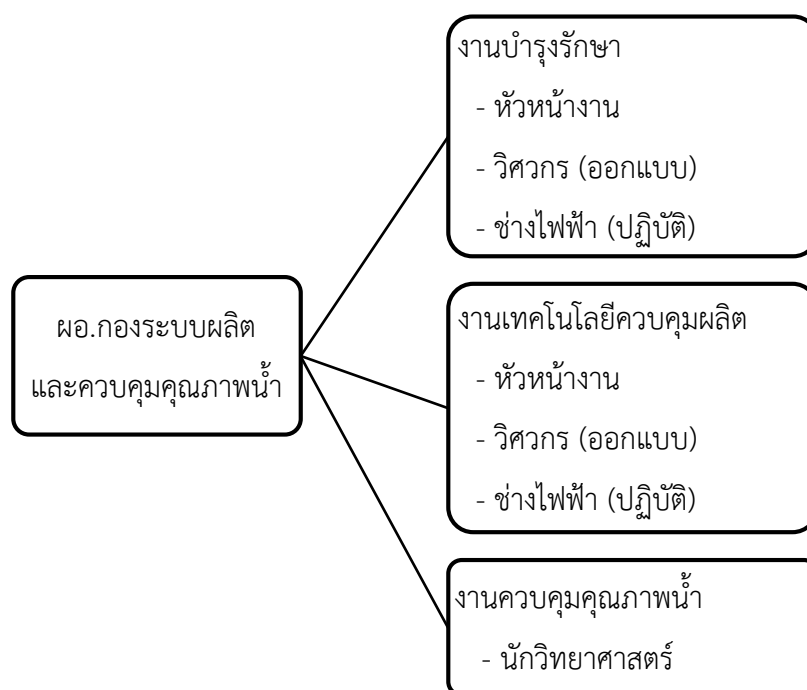 งานบำรุงรักษา
- หัวหน้างาน
- วิศวกร (ออกแบบ)
- ช่างไฟฟ้า (ปฏิบัติ)
ผอ.กองระบบผลิต
และควบคุมคุณภาพน้ำ
งานเทคโนโลยีควบคุมผลิต
- หัวหน้างาน
- วิศวกร (ออกแบบ)
- ช่างไฟฟ้า (ปฏิบัติ)
งานควบคุมคุณภาพน้ำ
- นักวิทยาศาสตร์